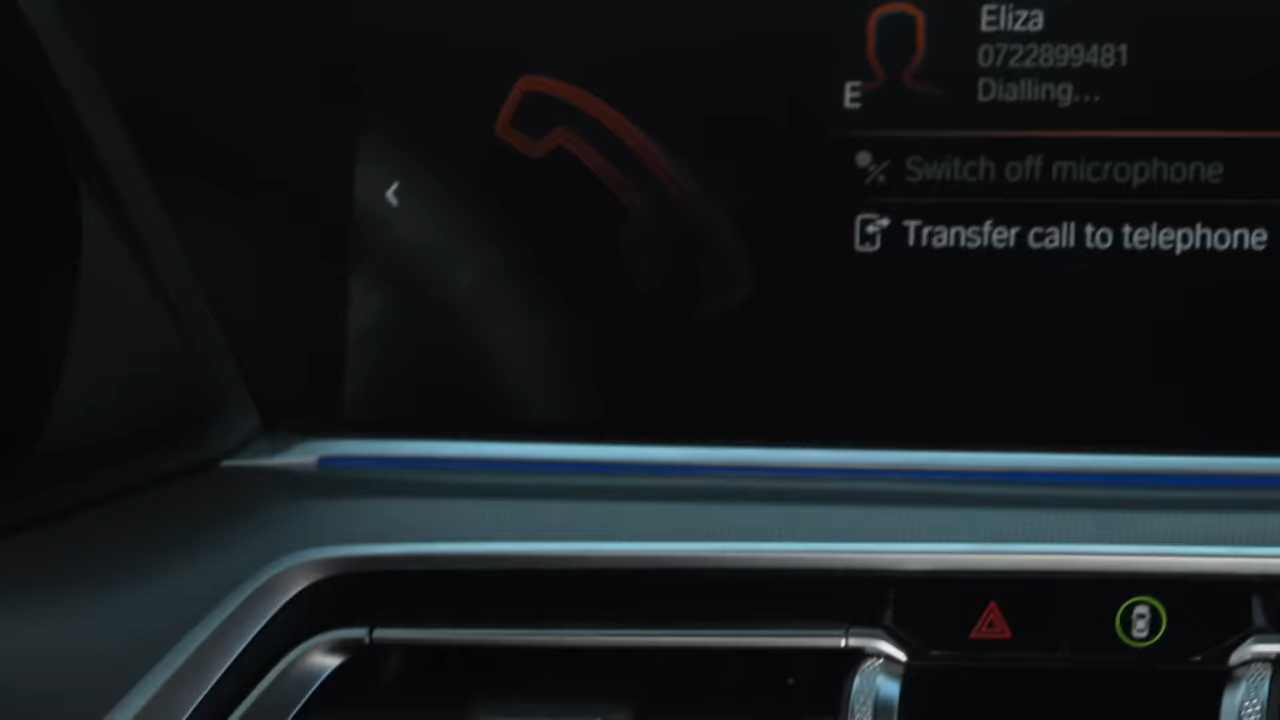 Eliza
0722899481
Dialling...
E
Switch off microphone
Transfer call to telephone